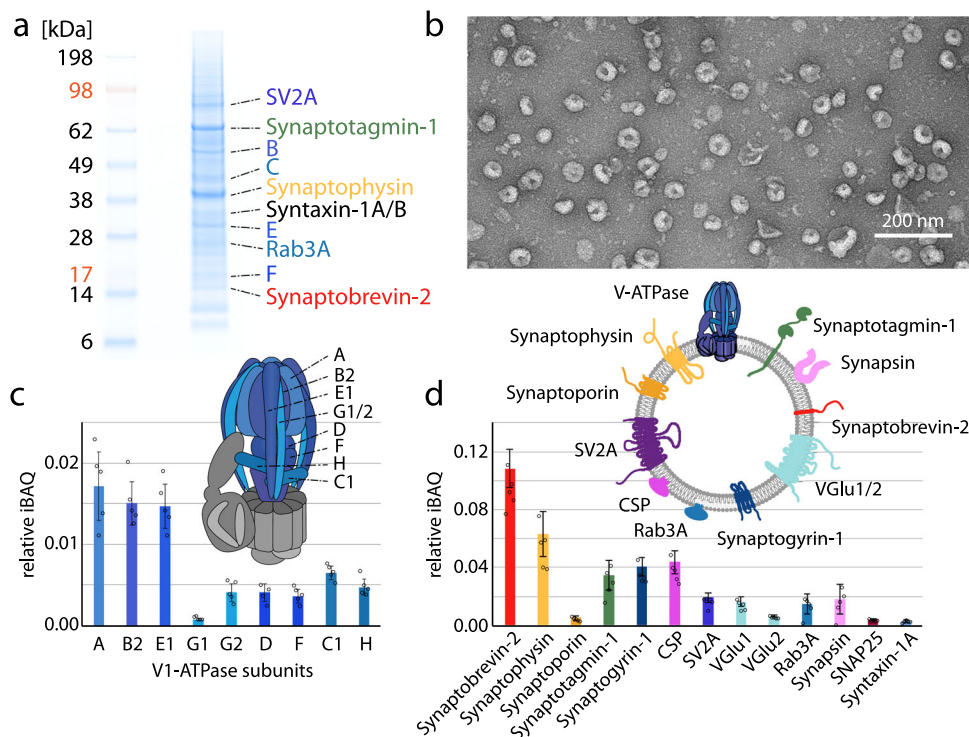 a
[kDa]
198
98
62
49
38
28
17
14
6
SV2A
Synaptotagmin-1
B
C
Synaptophysin
Syntaxin-1A/B
E
Rab3A
F
Synaptobrevin-2
b
200 nm
c
relative iBAQ
0.02
0.01
0.00
A
B2
E1
G1
G2
D
F
C1
H
V1-ATPase subunits
A
B2
E1
G1/2
D
F
H
C1
d
relative iBAQ
0.12
0.08
0.04
0.00
Synaptobrevin-2
Synaptophysin
Synaptoporin
Synaptotagmin-1
Synaptogyrin-1
CSP
SV2A
VGlu1
VGlu2
Rab3A
Synapsin
SNAP25
Syntaxin-1A
V-ATPase
Synaptophysin
Synaptotagmin-1
Synapsin
Synaptoporin
Synaptobrevin-2
SV2A
VGlu1/2
CSP
Rab3A
Synaptogyrin-1